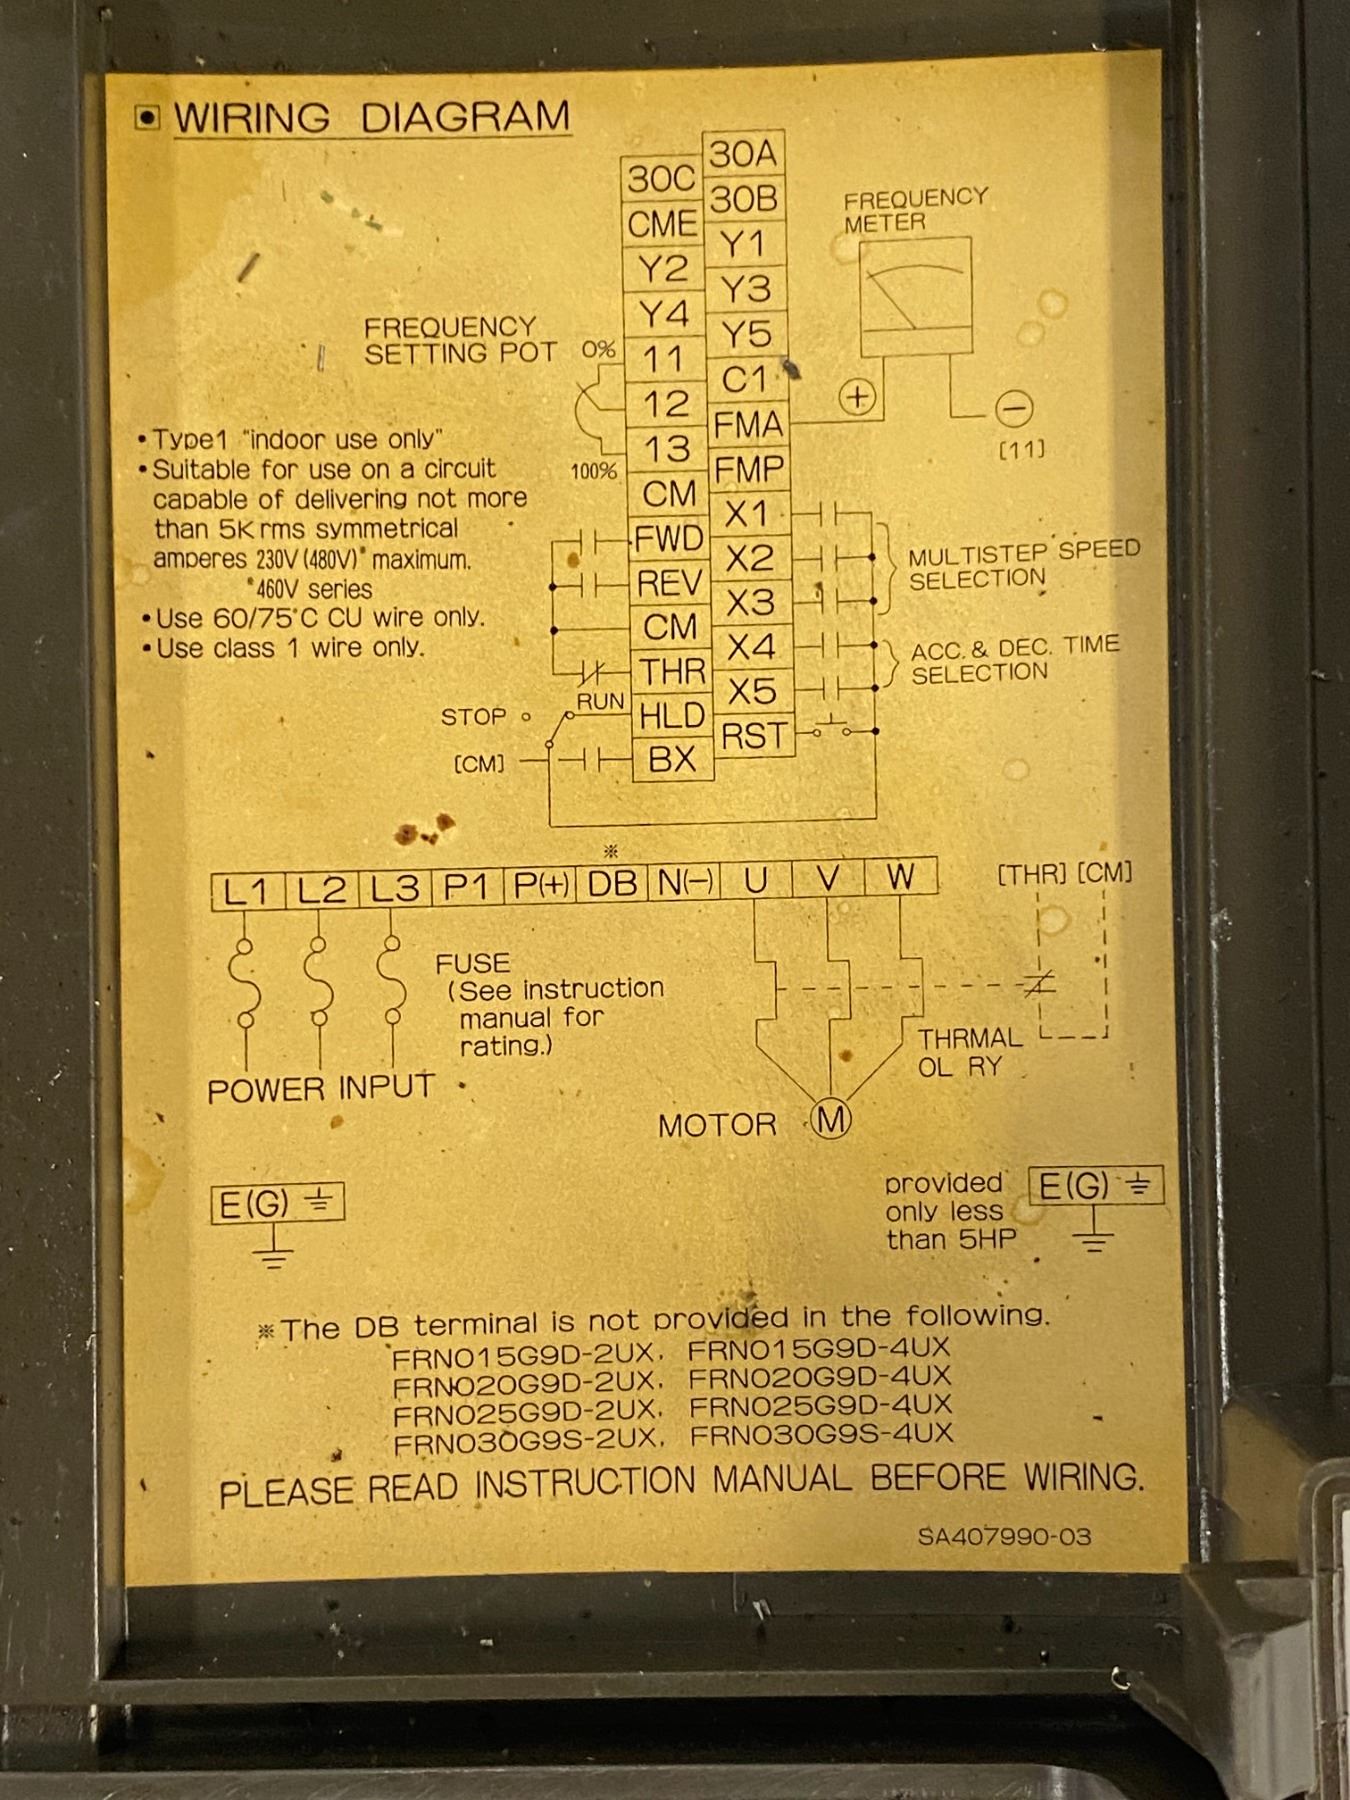 WIRING DIAGRAM
30C
CME
Y2
Y4
11
12
13
CM
FWD
REV
CM
THR
HLD
BX
30A
30B
Y1
Y3
Y5
C1
FMA
FMP
X1
X2
X3
X4
X5
RST
FREQUENCY
METER
+
−
[11]
FREQUENCY
SETTING POT
0%
100%
• Type1 "indoor use only"
• Suitable for use on a circuit
capable of delivering not more
than 5K rms symmetrical
amperes 230V (480V)* maximum.
*460V series
• Use 60/75°C CU wire only.
• Use class 1 wire only.
MULTISTEP SPEED
SELECTION
ACC. & DEC. TIME
SELECTION
STOP
RUN
[CM]
※
L1 L2 L3 P1 P(+) DB N(−) U V W
[THR] [CM]
FUSE
(See instruction
manual for
rating.)
POWER INPUT
THRMAL
OL RY
MOTOR
M
E(G) ⏚
provided
only less
than 5HP
E(G) ⏚
※The DB terminal is not provided in the following.
FRN015G9D-2UX, FRN015G9D-4UX
FRN020G9D-2UX, FRN020G9D-4UX
FRN025G9D-2UX, FRN025G9D-4UX
FRN030G9S-2UX, FRN030G9S-4UX
PLEASE READ INSTRUCTION MANUAL BEFORE WIRING.
SA407990-03